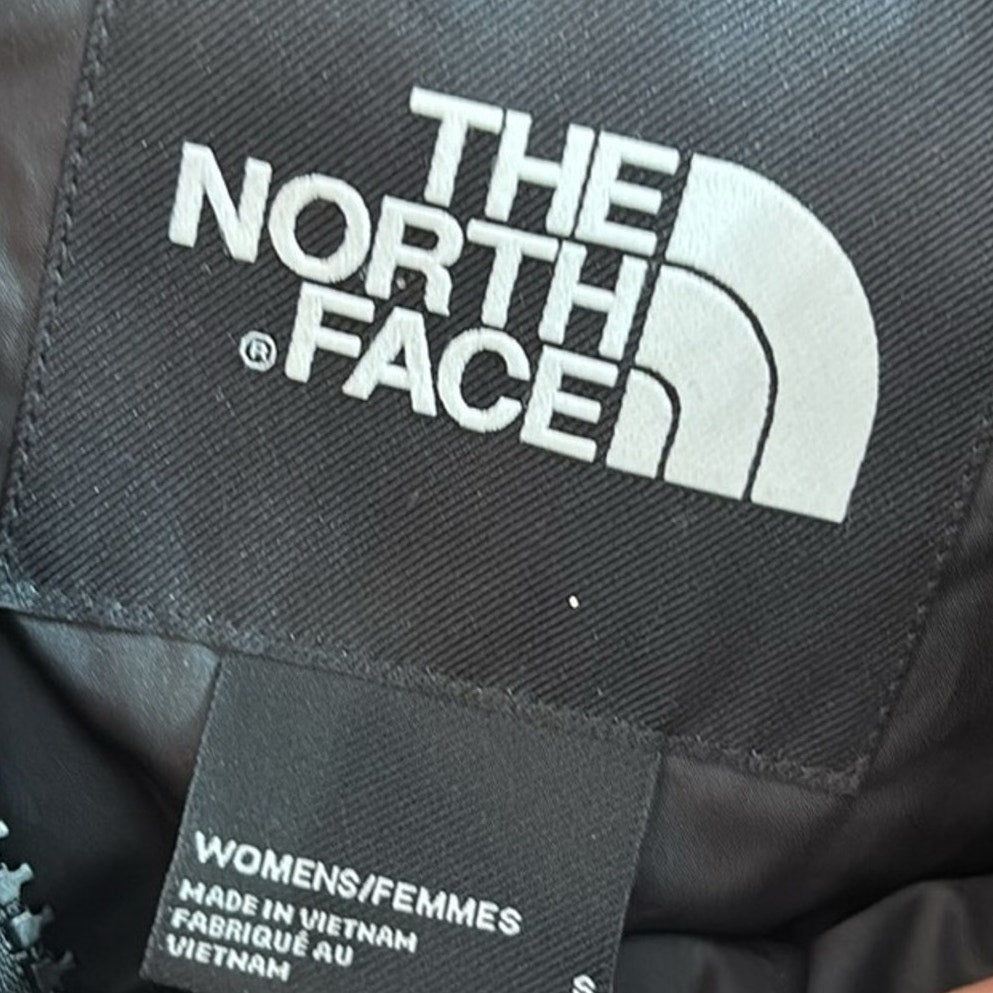 THE
NORTH
®FACE
WOMENS/FEMMES
MADE IN VIETNAM
FABRIQUÉ AU
VIETNAM
S